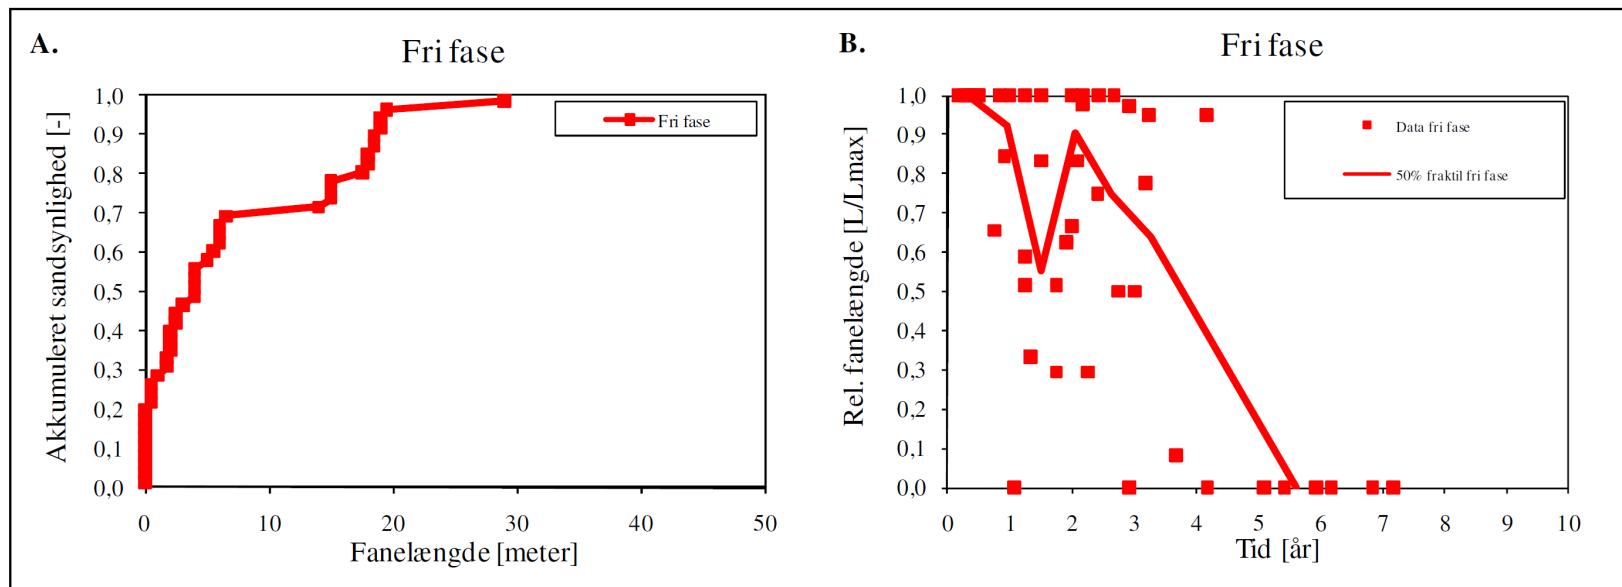 A.
Fri fase
Akkumuleret sandsynlighed [-]
1,0
0,9
0,8
0,7
0,6
0,5
0,4
0,3
0,2
0,1
0,0
Fri fase
0 10 20 30 40 50
Fanelængde [meter]
B.
Fri fase
Rel. fanelængde [L/Lmax]
1,0
0,9
0,8
0,7
0,6
0,5
0,4
0,3
0,2
0,1
0,0
Data fri fase
50% fraktil fri fase
0 1 2 3 4 5 6 7 8 9 10
Tid [år]